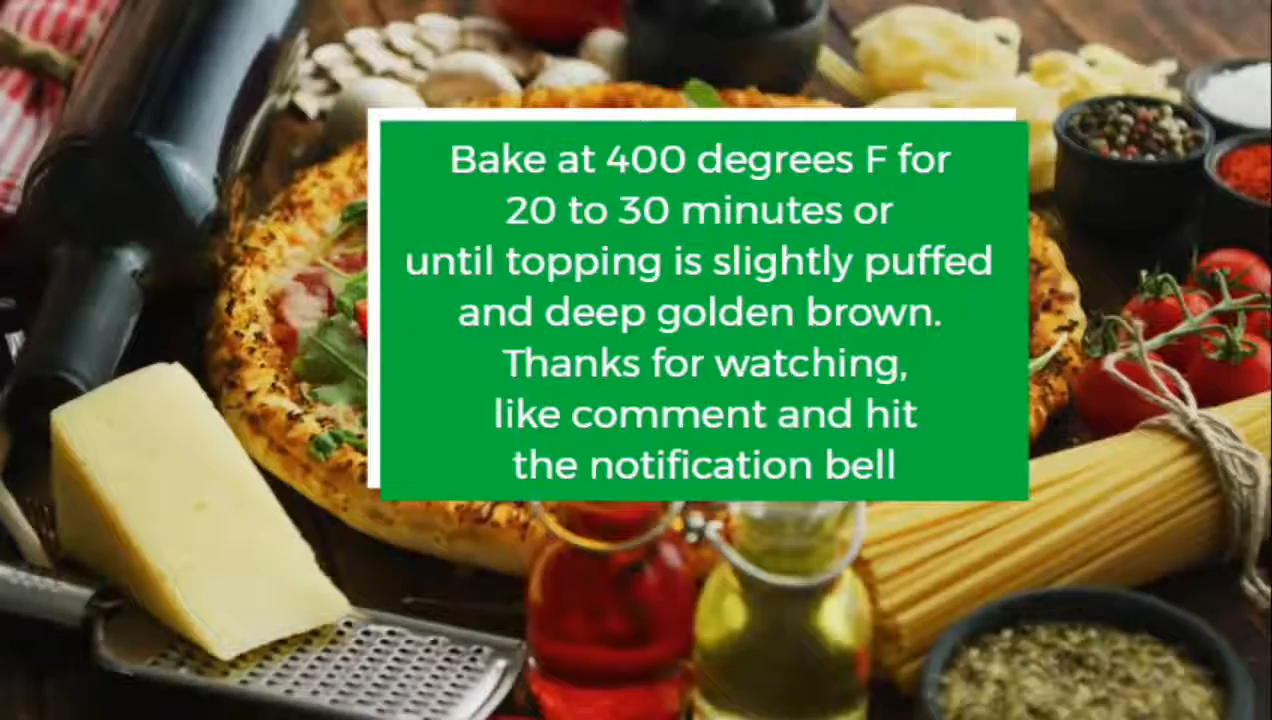 Bake at 400 degrees F for
20 to 30 minutes or
until topping is slightly puffed
and deep golden brown.
Thanks for watching,
like comment and hit
the notification bell